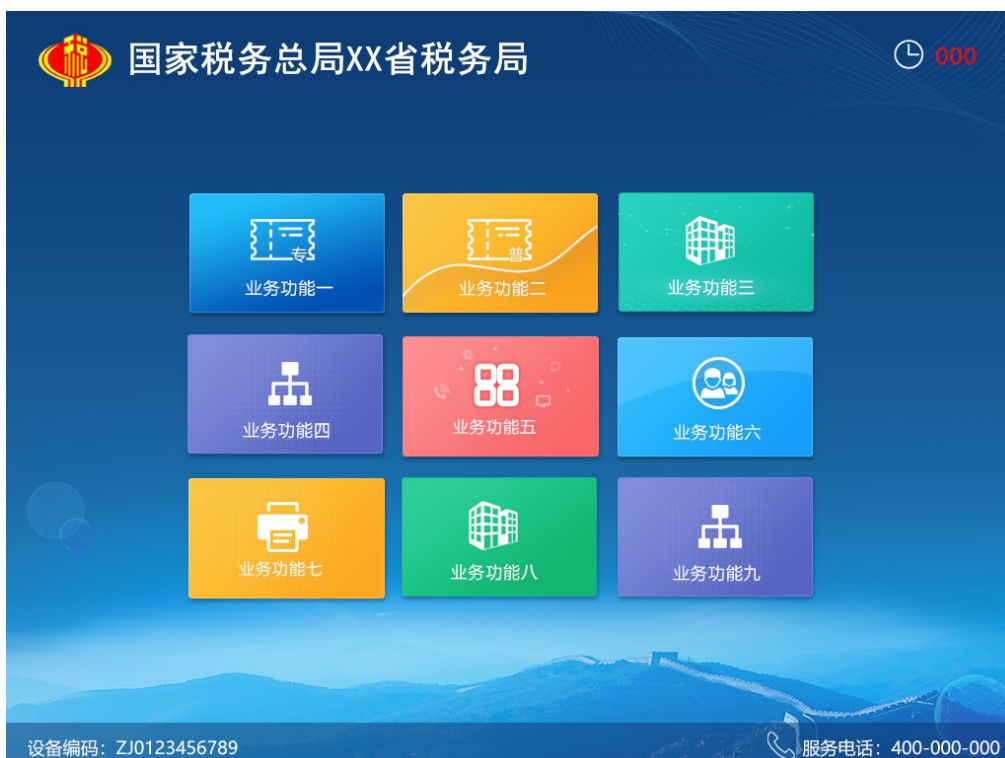 税
国家税务总局XX省税务局
000
专
业务功能一
普
业务功能二
业务功能三
业务功能四
88
业务功能五
业务功能六
业务功能七
业务功能八
业务功能九
设备编码：ZJ0123456789
服务电话：400-000-000